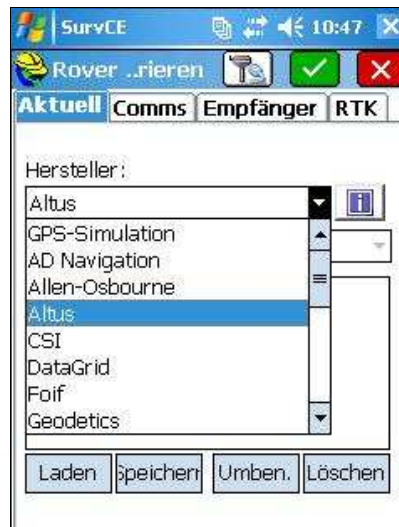 SurvCE 10:47
Rover ..rieren
Aktuell Comms Empfänger RTK
Hersteller:
Altus
GPS-Simulation
AD Navigation
Allen-Osbourne
Altus
CSI
DataGrid
Foif
Geodetics
Laden Speichern Umben. Löschen